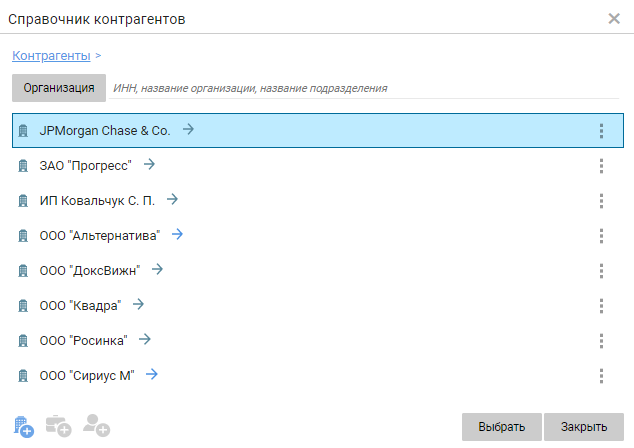 Справочник контрагентов
Контрагенты >
Организация ИНН, название организации, название подразделения
JPMorgan Chase & Co.
ЗАО "Прогресс"
ИП Ковальчук С. П.
ООО "Альтернатива"
ООО "ДоксВижн"
ООО "Квадра"
ООО "Росинка"
ООО "Сириус М"
Выбрать Закрыть